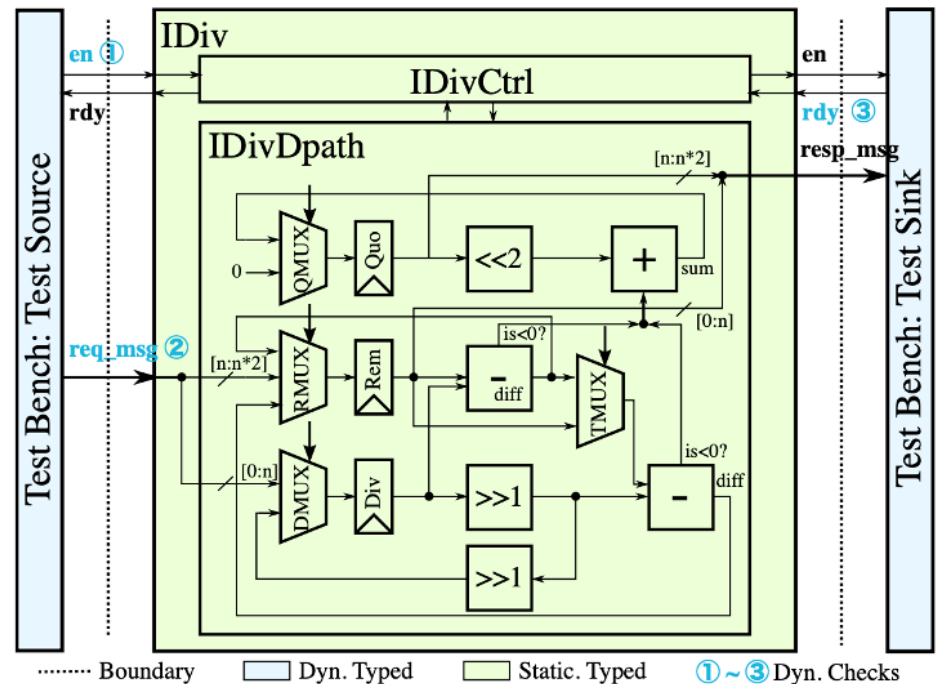 IDiv
en ①
IDivCtrl
en
rdy
rdy ③
IDivDpath
resp_msg
[n:n*2]
Test Bench: Test Source
Test Bench: Test Sink
QMUX
Quo
<<2
+
sum
0
[0:n]
is<0?
req_msg ②
[n:n*2]
RMUX
Rem
-
diff
TMUX
is<0?
[0:n]
DMUX
Div
>>1
-
diff
>>1
Boundary
Dyn. Typed
Static. Typed
①~③ Dyn. Checks